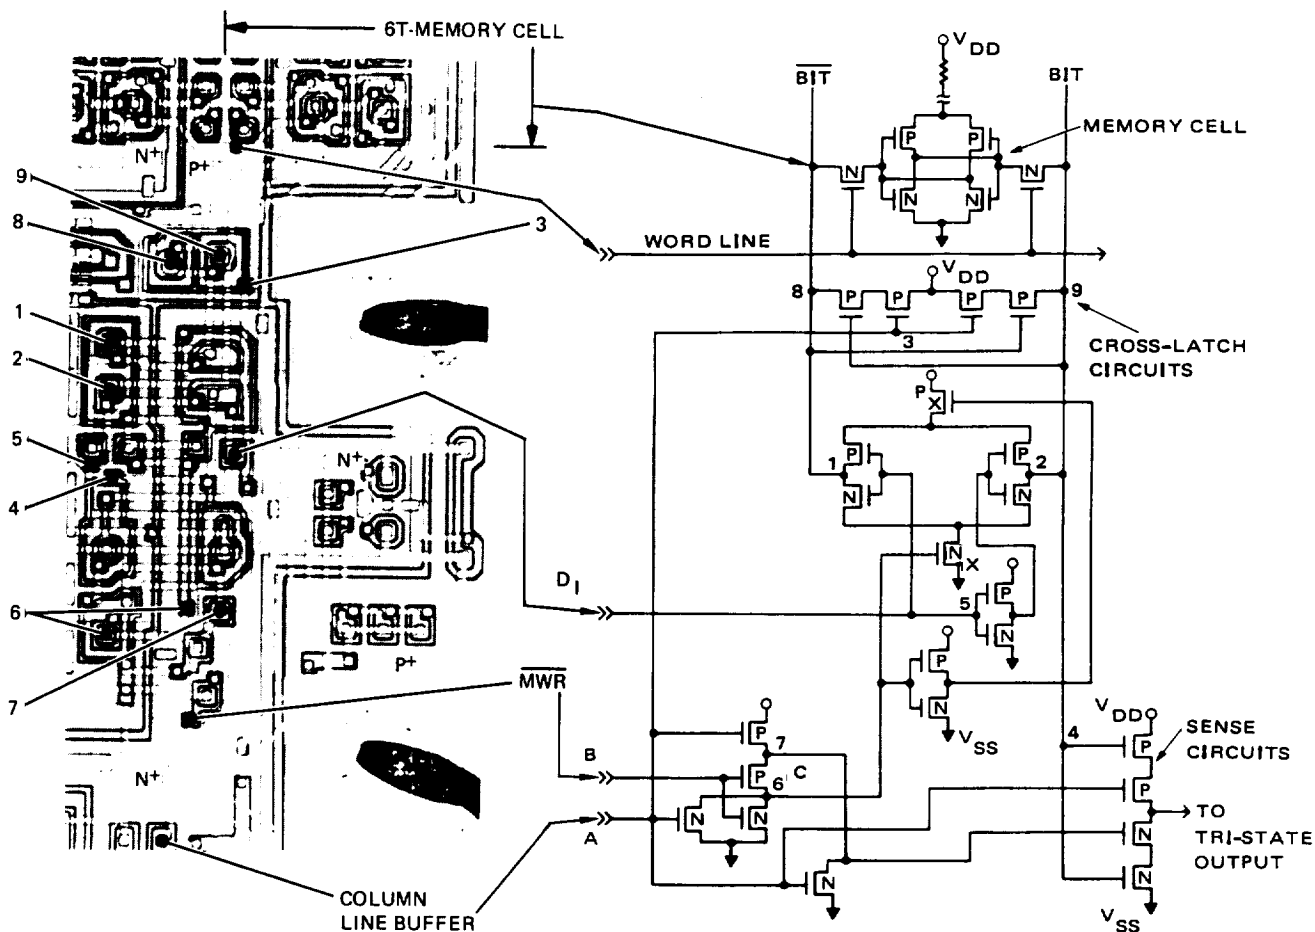 6T-MEMORY CELL
V DD
BIT
BIT
P
P
MEMORY CELL
N
N
N
N
N+
P+
9
8
3
WORD LINE
V DD
8
P
P
P
P
9
3
1
2
CROSS-LATCH
CIRCUITS
P
X
1
P
P
2
N
N
5
4
N+
N
X
D I
5
P
N
6
7
P+
MWR
P
N
V SS
V DD
4
SENSE
CIRCUITS
P
P
7
B
P
C
6'
P
N
N
A
TO
TRI-STATE
OUTPUT
N
N
N
V SS
N+
COLUMN
LINE BUFFER